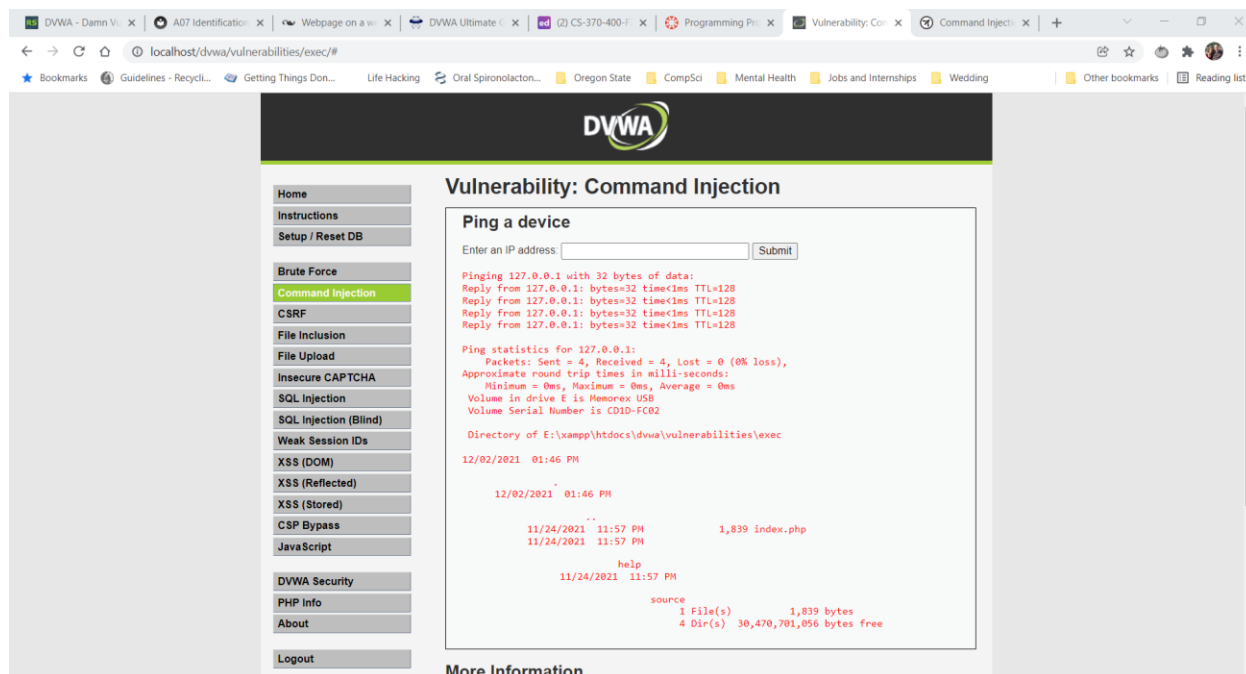 DVWA - Damn Vu
A07 Identification
Webpage on a we
DVWA Ultimate G
(2) CS-370-400-F
Programming Pro
Vulnerability: Com
Command Injecti
localhost/dvwa/vulnerabilities/exec/#
Bookmarks
Guidelines - Recycli...
Getting Things Don...
Life Hacking
Oral Spironolacton...
Oregon State
CompSci
Mental Health
Jobs and Internships
Wedding
Other bookmarks
Reading list
DVWA
Home
Instructions
Setup / Reset DB
Brute Force
Command Injection
CSRF
File Inclusion
File Upload
Insecure CAPTCHA
SQL Injection
SQL Injection (Blind)
Weak Session IDs
XSS (DOM)
XSS (Reflected)
XSS (Stored)
CSP Bypass
JavaScript
DVWA Security
PHP Info
About
Logout
Vulnerability: Command Injection
Ping a device
Enter an IP address: Submit
Pinging 127.0.0.1 with 32 bytes of data:
Reply from 127.0.0.1: bytes=32 time<1ms TTL=128
Reply from 127.0.0.1: bytes=32 time<1ms TTL=128
Reply from 127.0.0.1: bytes=32 time<1ms TTL=128
Reply from 127.0.0.1: bytes=32 time<1ms TTL=128
Ping statistics for 127.0.0.1:
Packets: Sent = 4, Received = 4, Lost = 0 (0% loss),
Approximate round trip times in milli-seconds:
Minimum = 0ms, Maximum = 0ms, Average = 0ms
Volume in drive E is Memorex USB
Volume Serial Number is CD1D-FC02
Directory of E:\xampp\htdocs\dvwa\vulnerabilities\exec
12/02/2021 01:46 PM
.
12/02/2021 01:46 PM
..
11/24/2021 11:57 PM 1,839 index.php
11/24/2021 11:57 PM
help
11/24/2021 11:57 PM
source
1 File(s) 1,839 bytes
4 Dir(s) 30,470,701,056 bytes free
More Information